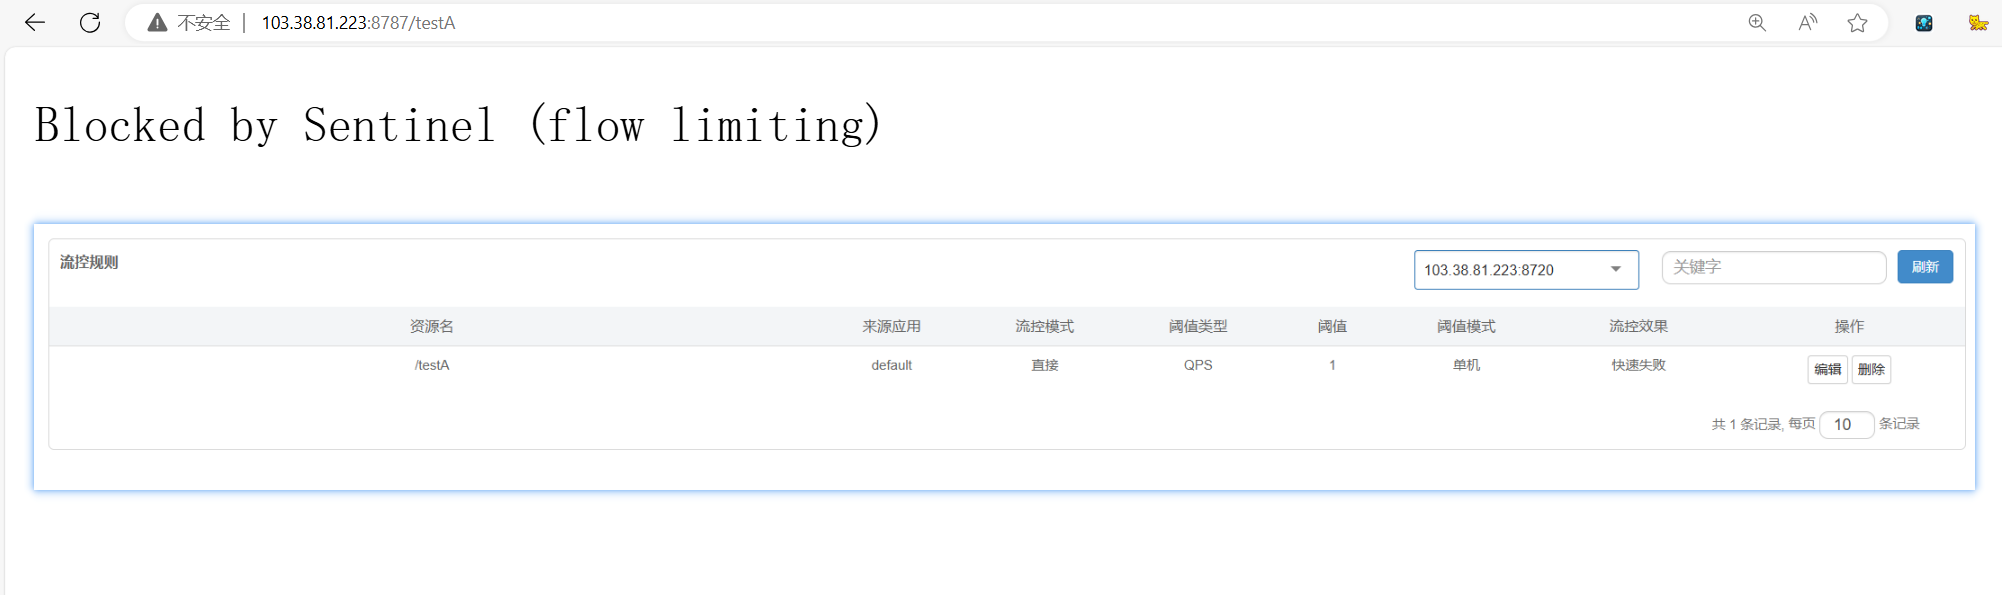 不安全 | 103.38.81.223:8787/testA
Blocked by Sentinel (flow limiting)
流控规则 103.38.81.223:8720 关键字 刷新
资源名 来源应用 流控模式 阈值类型 阈值 阈值模式 流控效果 操作
/testA default 直接 QPS 1 单机 快速失败 编辑 删除
共 1 条记录, 每页 10 条记录